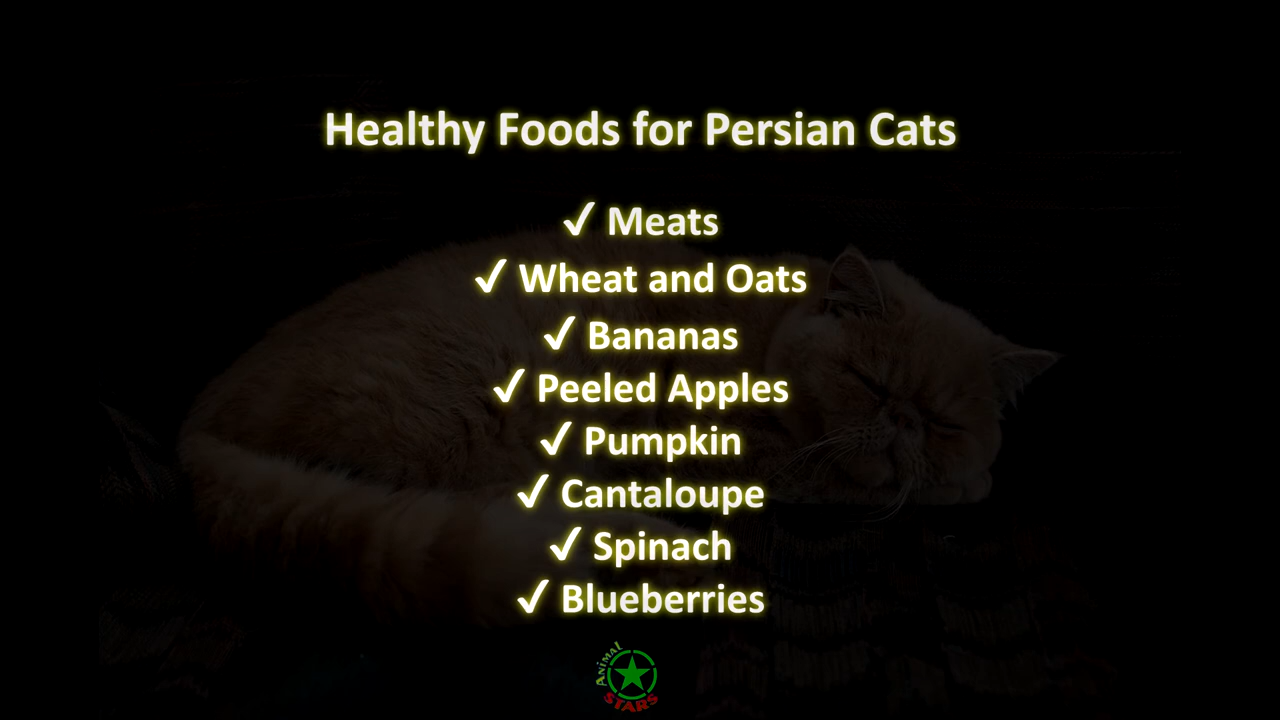 Healthy Foods for Persian Cats
✓ Meats
✓ Wheat and Oats
✓ Bananas
✓ Peeled Apples
✓ Pumpkin
✓ Cantaloupe
✓ Spinach
✓ Blueberries
AniMAL
STARS